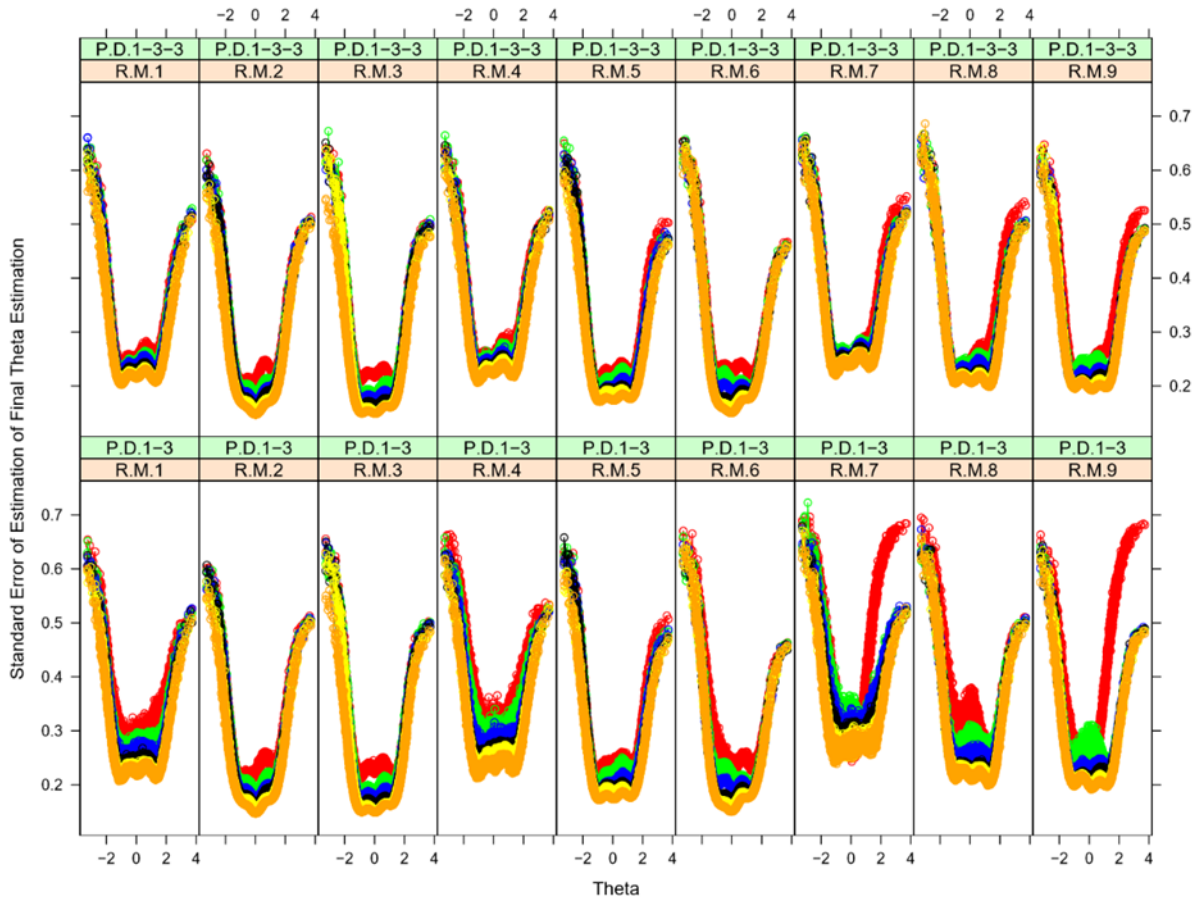 −2 0 2 4 −2 0 2 4 −2 0 2 4 −2 0 2 4
P.D.1−3−3 P.D.1−3−3 P.D.1−3−3 P.D.1−3−3 P.D.1−3−3 P.D.1−3−3 P.D.1−3−3 P.D.1−3−3 P.D.1−3−3
R.M.1 R.M.2 R.M.3 R.M.4 R.M.5 R.M.6 R.M.7 R.M.8 R.M.9
0.7
0.6
0.5
0.4
0.3
0.2
Standard Error of Estimation of Final Theta Estimation
P.D.1−3 P.D.1−3 P.D.1−3 P.D.1−3 P.D.1−3 P.D.1−3 P.D.1−3 P.D.1−3 P.D.1−3
R.M.1 R.M.2 R.M.3 R.M.4 R.M.5 R.M.6 R.M.7 R.M.8 R.M.9
0.7
0.6
0.5
0.4
0.3
0.2
−2 0 2 4 −2 0 2 4 −2 0 2 4 −2 0 2 4 −2 0 2 4
Theta